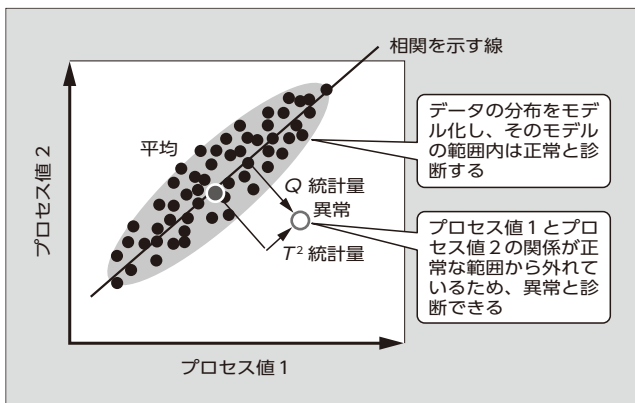 相関を示す線
データの分布をモデ
ル化し、そのモデル
の範囲内は正常と診
断する
平均
Q 統計量
異常
T² 統計量
プロセス値1とプロ
セス値2の関係が正
常な範囲から外れて
いるため、異常と診
断できる
プロセス値2
プロセス値1